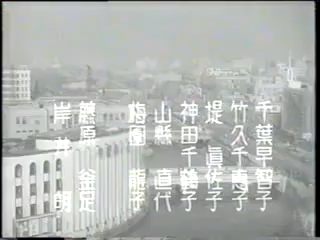 千葉早智子
竹久千恵子
堤 眞佐子
神田千鶴子
山縣 直代
梅園 龍子
藤原 釜足
岸井 明